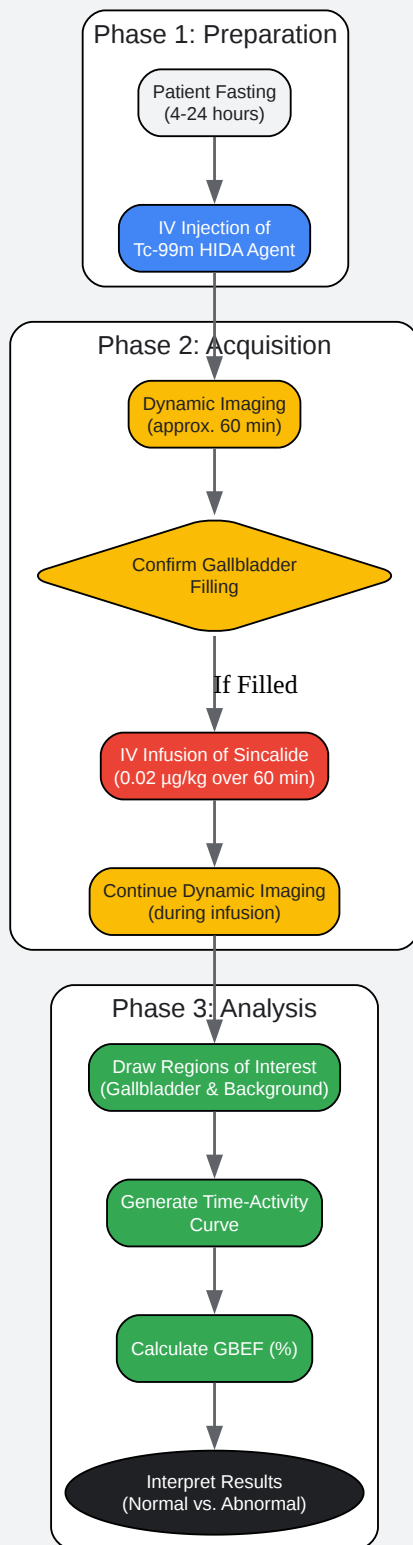 Phase 1: Preparation
Patient Fasting
(4-24 hours)
IV Injection of
Tc-99m HIDA Agent
Phase 2: Acquisition
Dynamic Imaging
(approx. 60 min)
Confirm Gallbladder
Filling
If Filled
IV Infusion of Sincalide
(0.02 µg/kg over 60 min)
Continue Dynamic Imaging
(during infusion)
Phase 3: Analysis
Draw Regions of Interest
(Gallbladder & Background)
Generate Time-Activity
Curve
Calculate GBEF (%)
Interpret Results
(Normal vs. Abnormal)